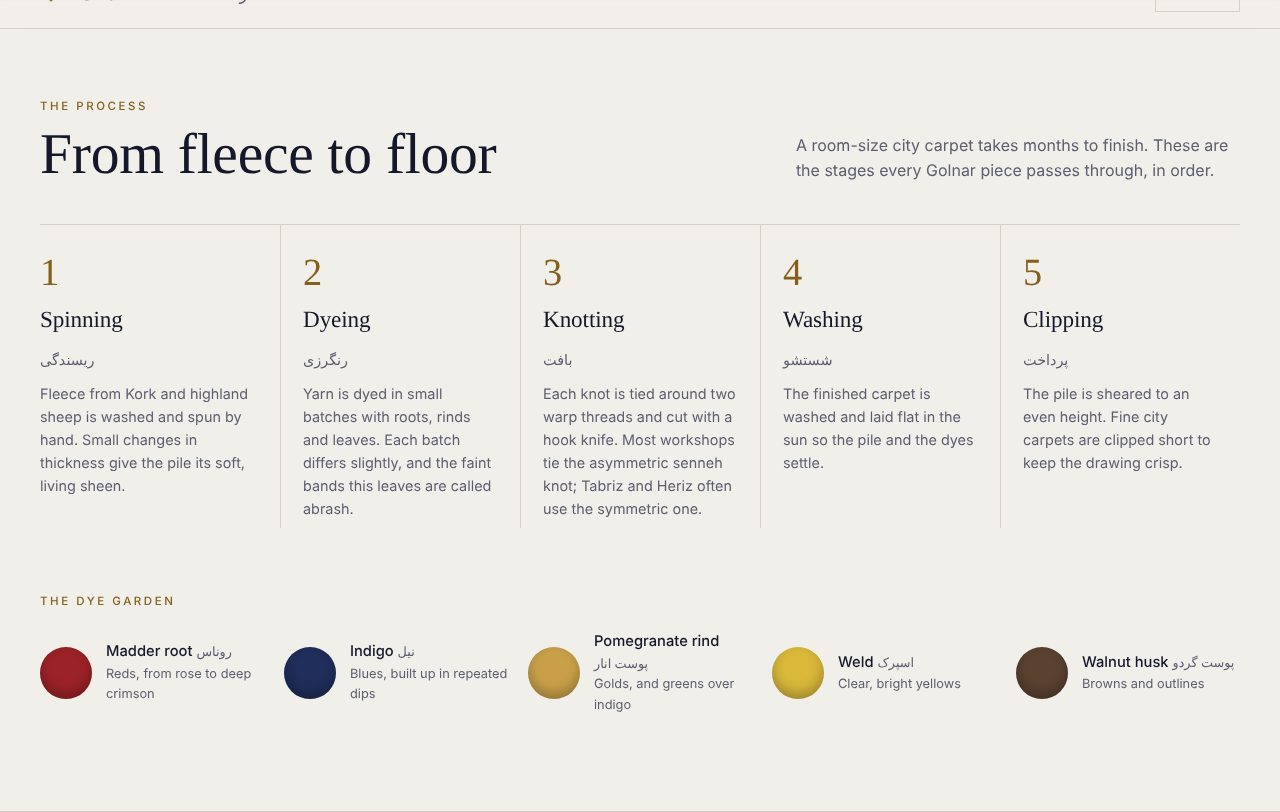 THE PROCESS
From fleece to floor
A room-size city carpet takes months to finish. These are
the stages every Golnar piece passes through, in order.
1
Spinning
ریسندگی
Fleece from Kork and highland
sheep is washed and spun by
hand. Small changes in
thickness give the pile its soft,
living sheen.
2
Dyeing
رنگرزی
Yarn is dyed in small
batches with roots, rinds
and leaves. Each batch
differs slightly, and the faint
bands this leaves are called
abrash.
3
Knotting
بافت
Each knot is tied around two
warp threads and cut with a
hook knife. Most workshops
tie the asymmetric senneh
knot; Tabriz and Heriz often
use the symmetric one.
4
Washing
شستشو
The finished carpet is
washed and laid flat in the
sun so the pile and the dyes
settle.
5
Clipping
پرداخت
The pile is sheared to an
even height. Fine city
carpets are clipped short to
keep the drawing crisp.
THE DYE GARDEN
Madder root روناس
Reds, from rose to deep
crimson
Indigo نیل
Blues, built up in repeated
dips
Pomegranate rind
پوست انار
Golds, and greens over
indigo
Weld اسپرک
Clear, bright yellows
Walnut husk پوست گردو
Browns and outlines